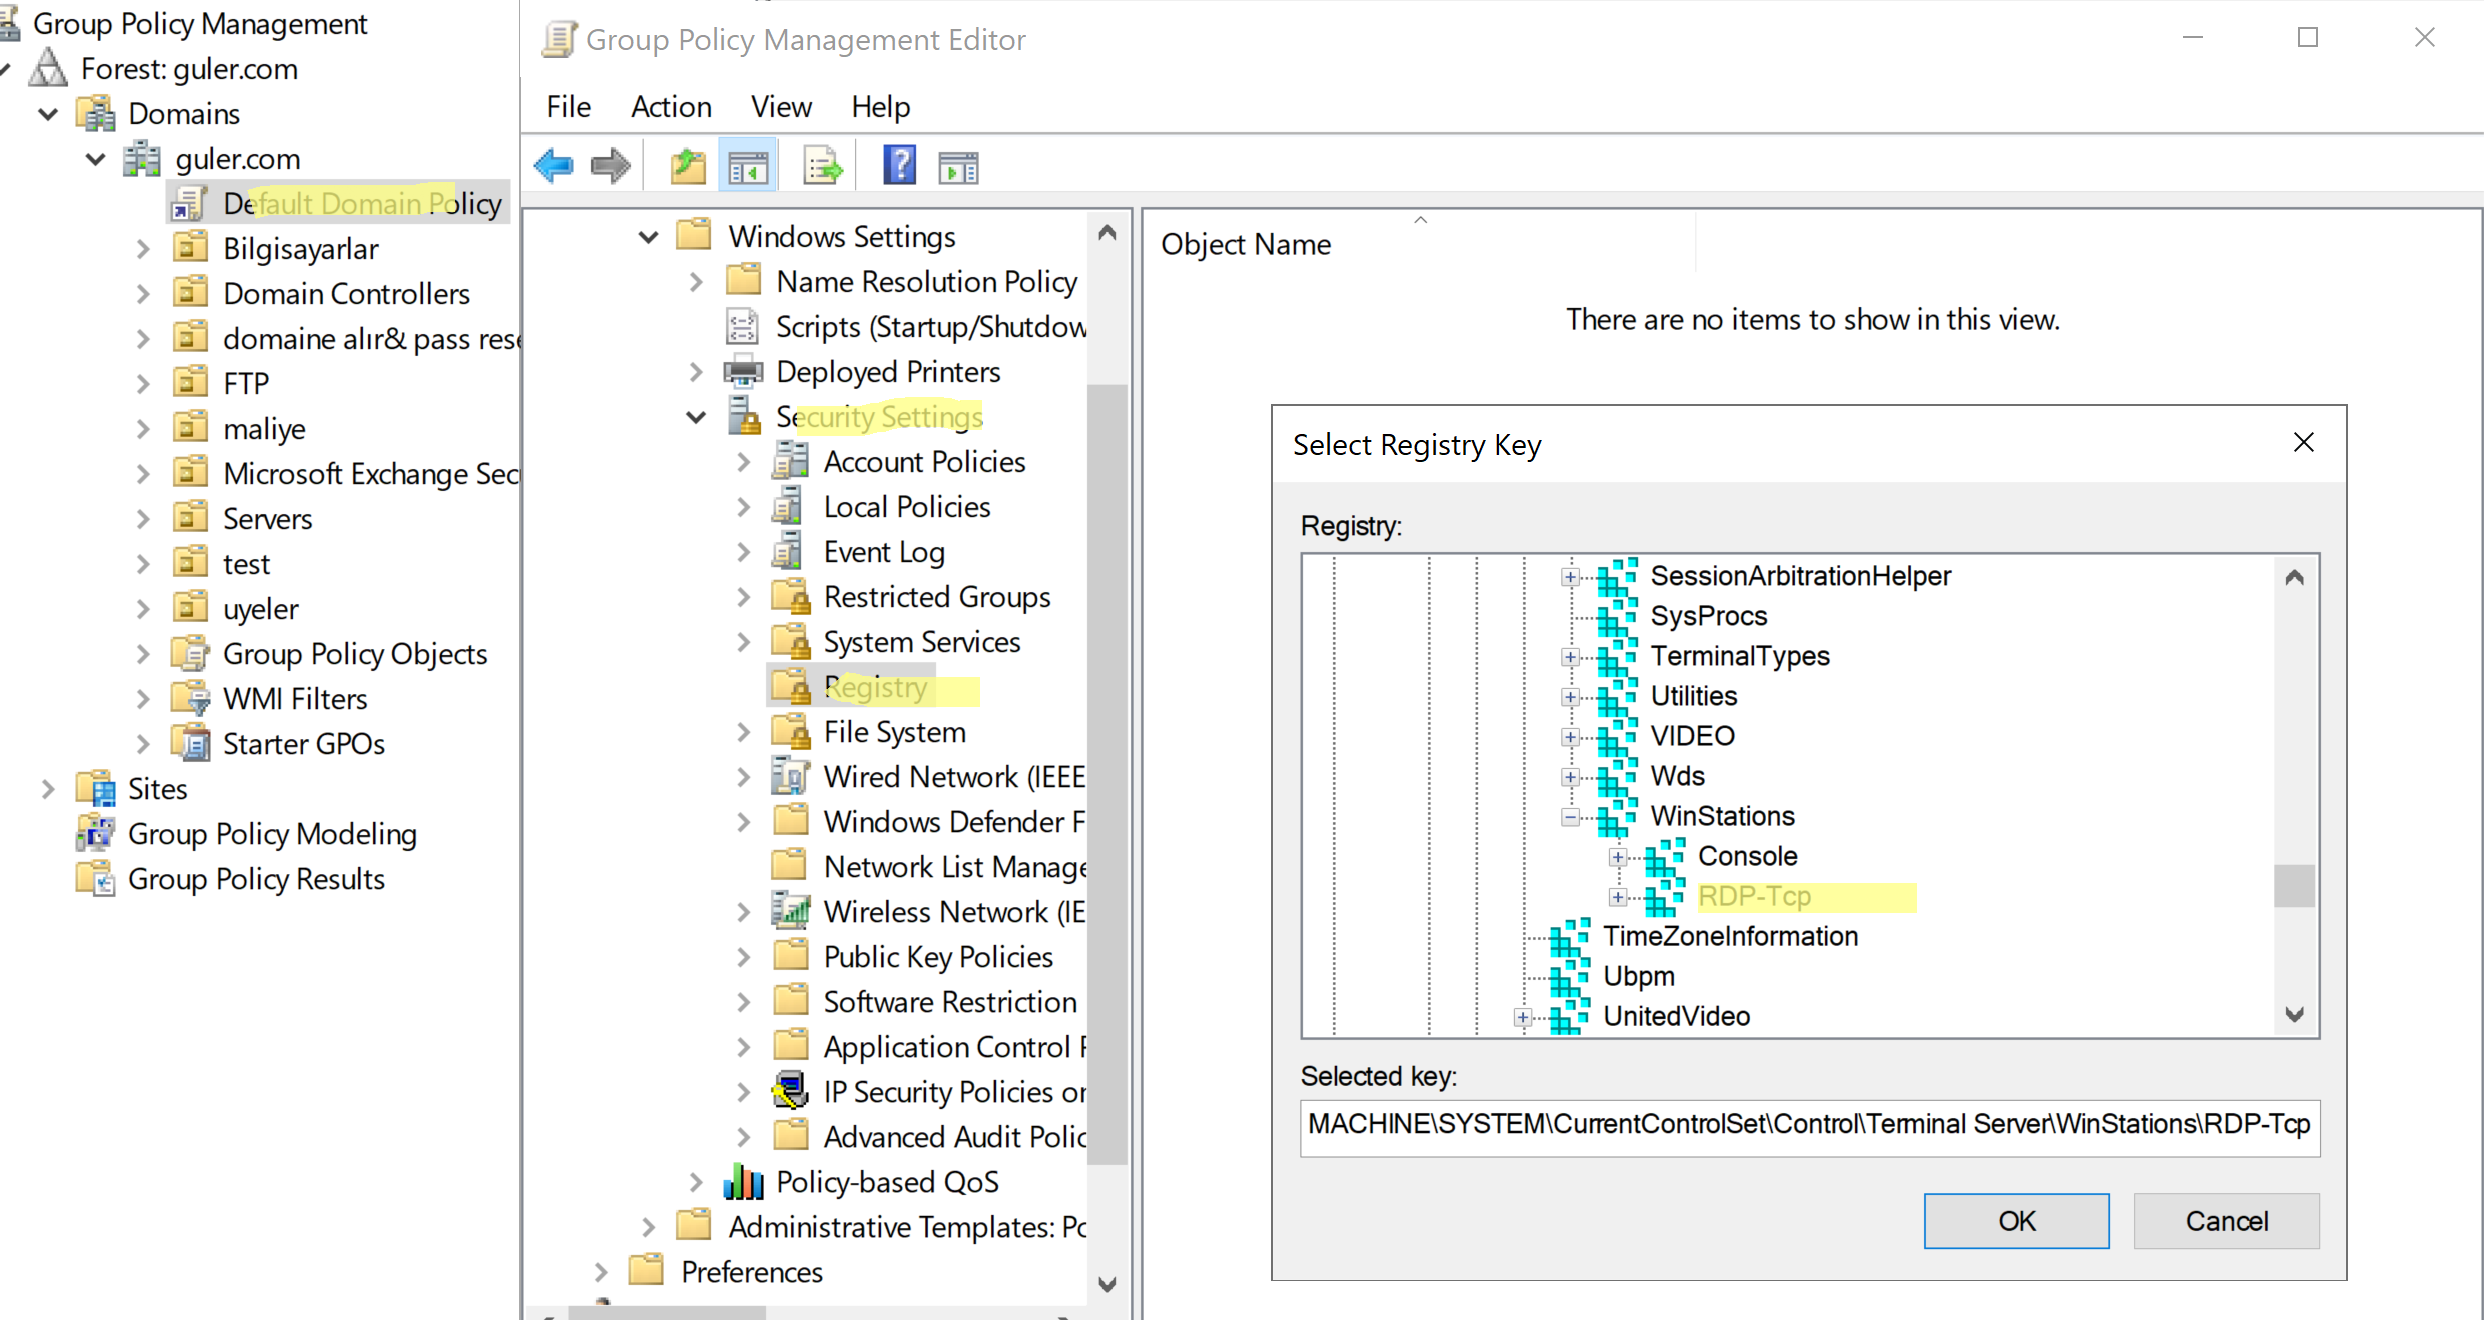 Group Policy Management
Forest: guler.com
Domains
guler.com
Default Domain Policy
Bilgisayarlar
Domain Controllers
domaine alır& pass rese
FTP
maliye
Microsoft Exchange Sec
Servers
test
uyeler
Group Policy Objects
WMI Filters
Starter GPOs
Sites
Group Policy Modeling
Group Policy Results
Group Policy Management Editor
File Action View Help
Windows Settings
Name Resolution Policy
Scripts (Startup/Shutdow
Deployed Printers
Security Settings
Account Policies
Local Policies
Event Log
Restricted Groups
System Services
Registry
File System
Wired Network (IEEE
Windows Defender F
Network List Manage
Wireless Network (IE
Public Key Policies
Software Restriction
Application Control P
IP Security Policies on
Advanced Audit Polic
Policy-based QoS
Administrative Templates: Po
Preferences
Object Name
There are no items to show in this view.
Select Registry Key
Registry:
SessionArbitrationHelper
SysProcs
TerminalTypes
Utilities
VIDEO
Wds
WinStations
Console
RDP-Tcp
TimeZoneInformation
Ubpm
UnitedVideo
Selected key:
MACHINE\SYSTEM\CurrentControlSet\Control\Terminal Server\WinStations\RDP-Tcp
OK Cancel